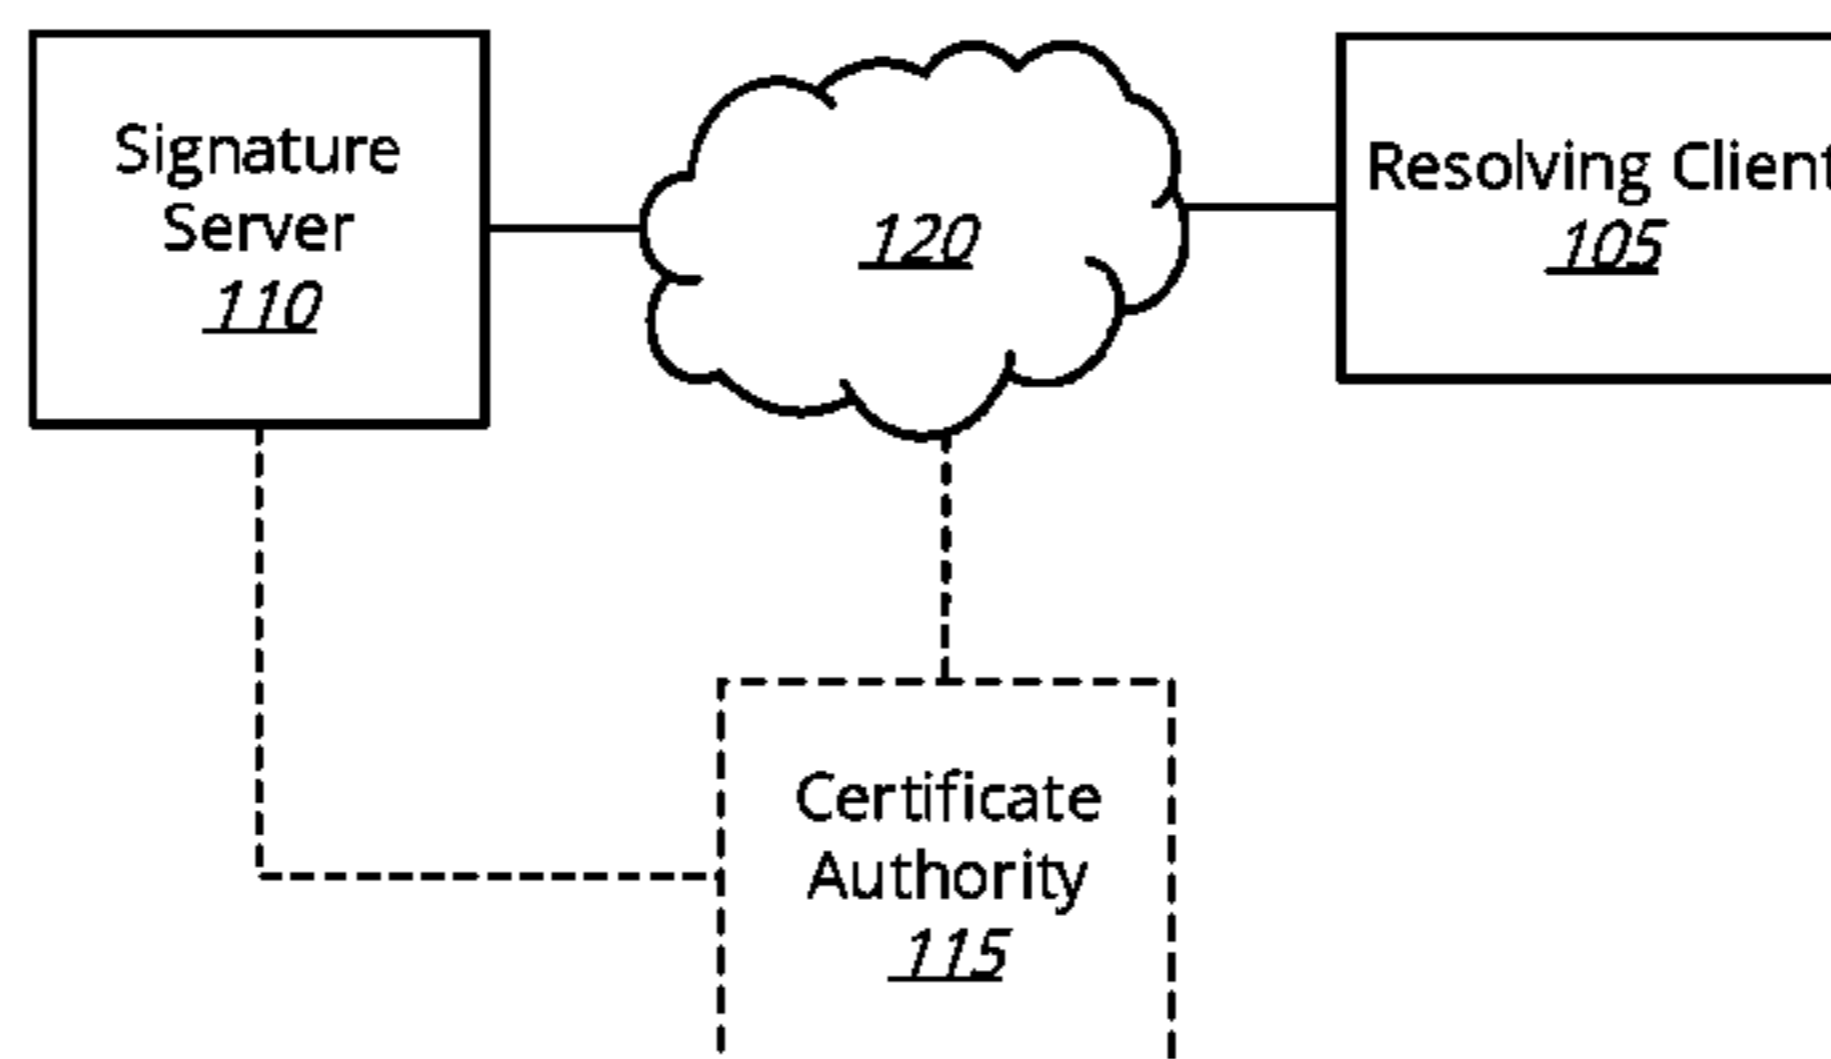 Signature
Server
110
120
Resolving Client
105
Certificate
Authority
115